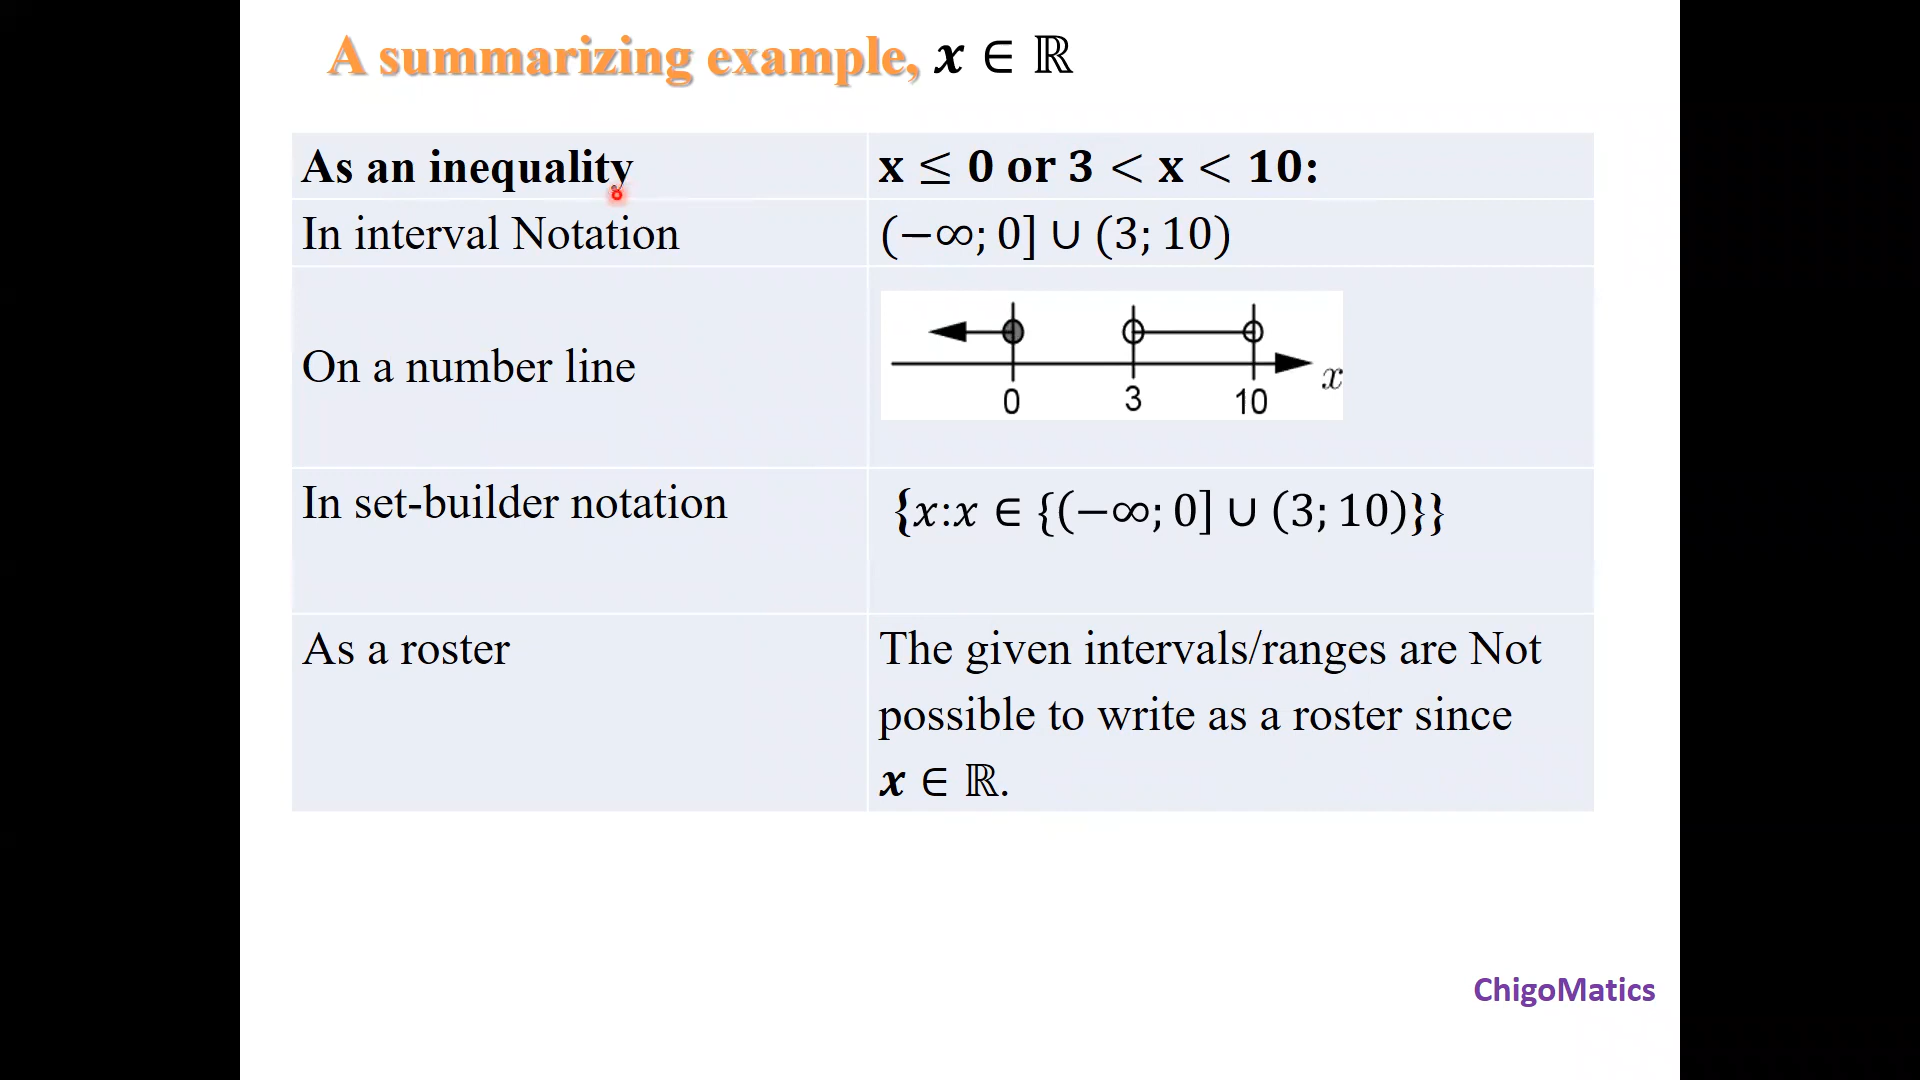 A summarizing example, x ∈ ℝ
As an inequality
x ≤ 0 or 3 < x < 10:
In interval Notation
(−∞; 0] ∪ (3; 10)
On a number line
x
0 3 10
In set-builder notation
{x:x ∈ {(−∞; 0] ∪ (3; 10)}}
As a roster
The given intervals/ranges are Not
possible to write as a roster since
x ∈ ℝ.
ChigoMatics